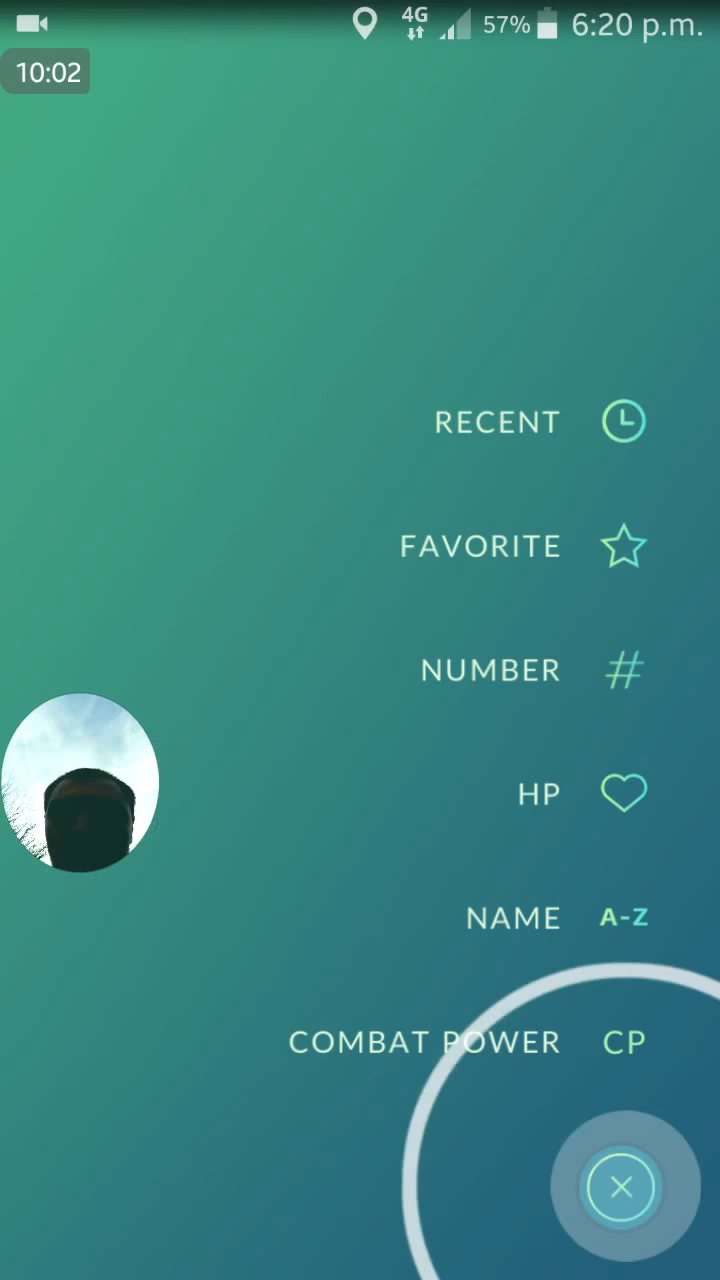 4G 57% 6:20 p.m.
10:02
RECENT
FAVORITE
NUMBER #
HP
NAME A-Z
COMBAT POWER CP